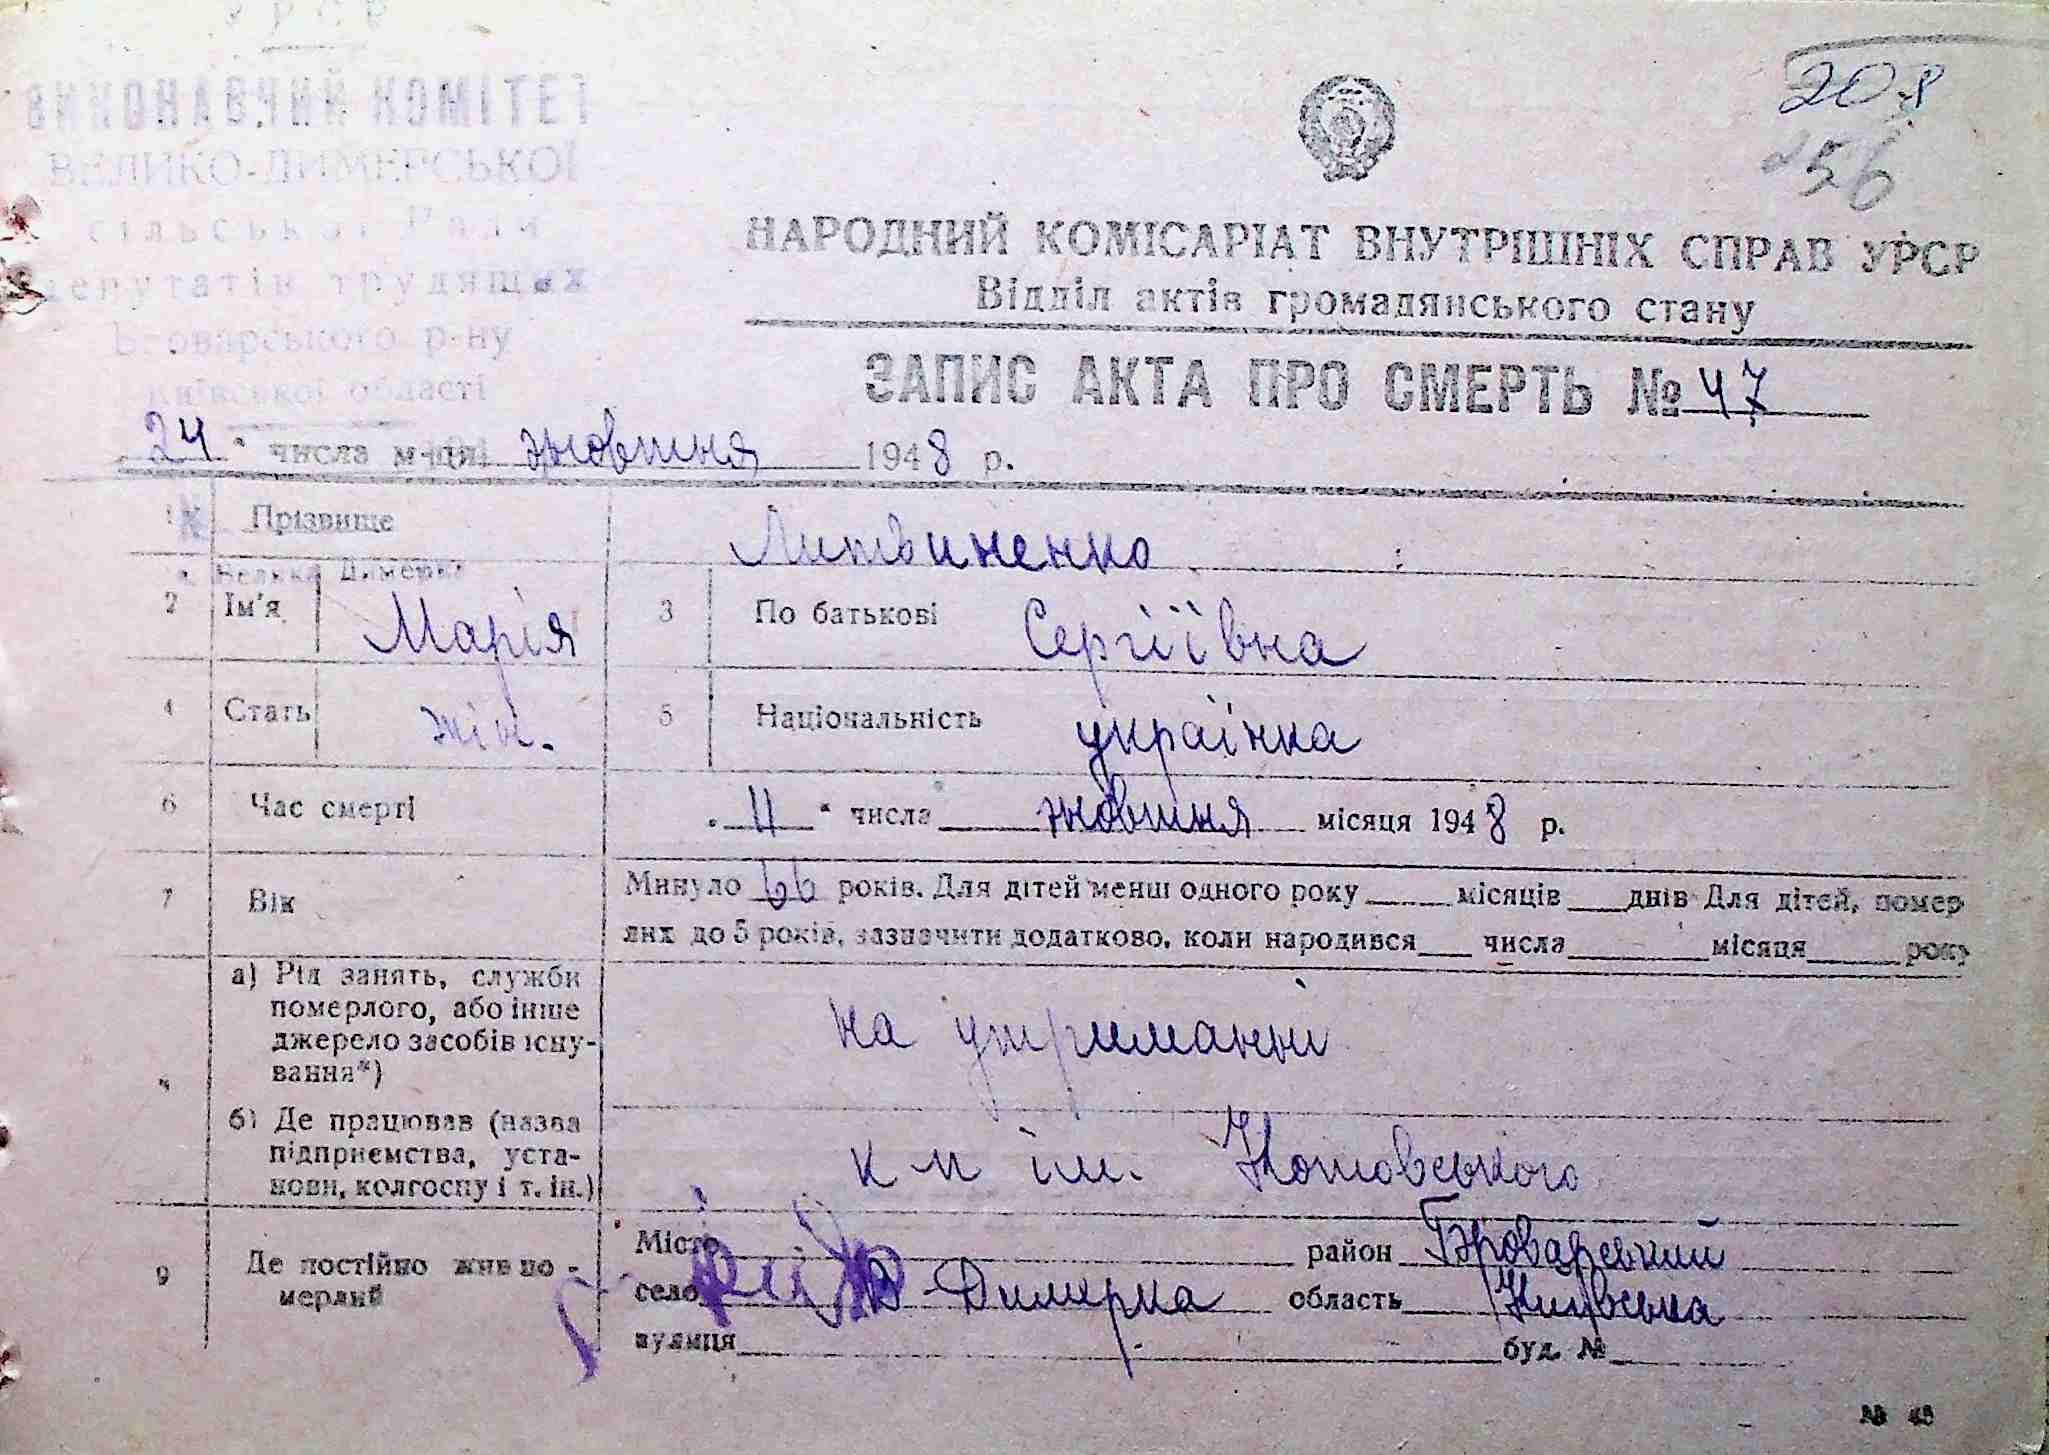 УРСР
ВИКОНАВЧИЙ КОМІТЕТ
ВЕЛИКО-ДИМЕРСЬКОЇ
сільської Ради
депутатів трудящих
Броварського р-ну
Київської області
208
56
НАРОДНИЙ КОМІСАРІАТ ВНУТРІШНІХ СПРАВ УРСР
Відділ актів громадянського стану
ЗАПИС АКТА ПРО СМЕРТЬ № 47
24 " числа м-ця жовтня 1948 р.
1 Прізвище Литвиненко
с. Велика Димерка
2 Ім'я Марія 3 По батькові Сергіївна
4 Стать жін. 5 Національність українка
6 Час смерті "11" числа жовтня місяця 1948 р.
7 Вік Минуло 66 років. Для дітей менш одного року місяців днів Для дітей, помер
лих до 5 років, зазначити додатково, коли народився числа місяця року
а) Рід занять, служби померлого, або інше джерело засобів існування*) на утриманні
б) Де працював (назва підприємства, установи, колгоспу і т. ін.) к п ім. Котовського
9 Де постійно жив померлий Місто район Броварський
село В Димерка область Київська
вулиця буд. №
№ 43